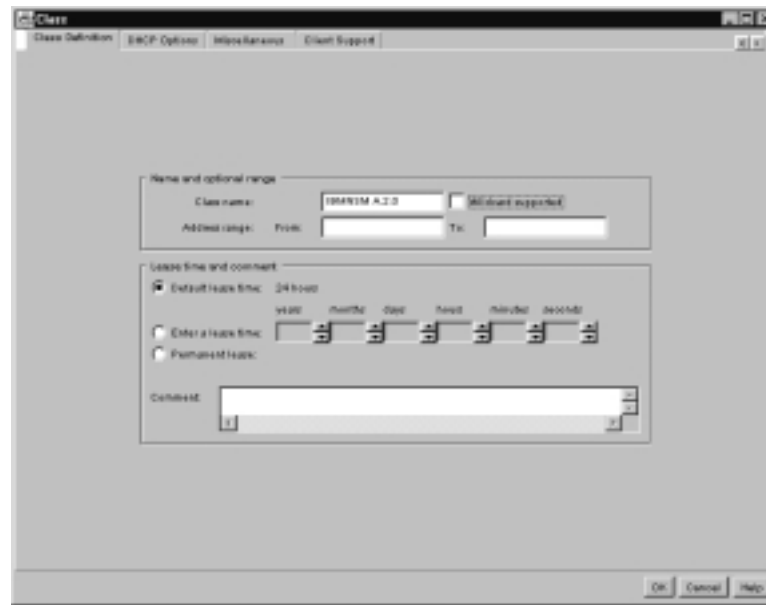 Class
Class Definition DHCP Options Miscellaneous Client Support
Name and optional range
Class name: IBMNSM A.2.0 Wildcard supported
Address range: From: To:
Lease time and comment
Default lease time: 24 hours
years months days hours minutes seconds
Enter a lease time:
Permanent lease:
Comment:
OK Cancel Help